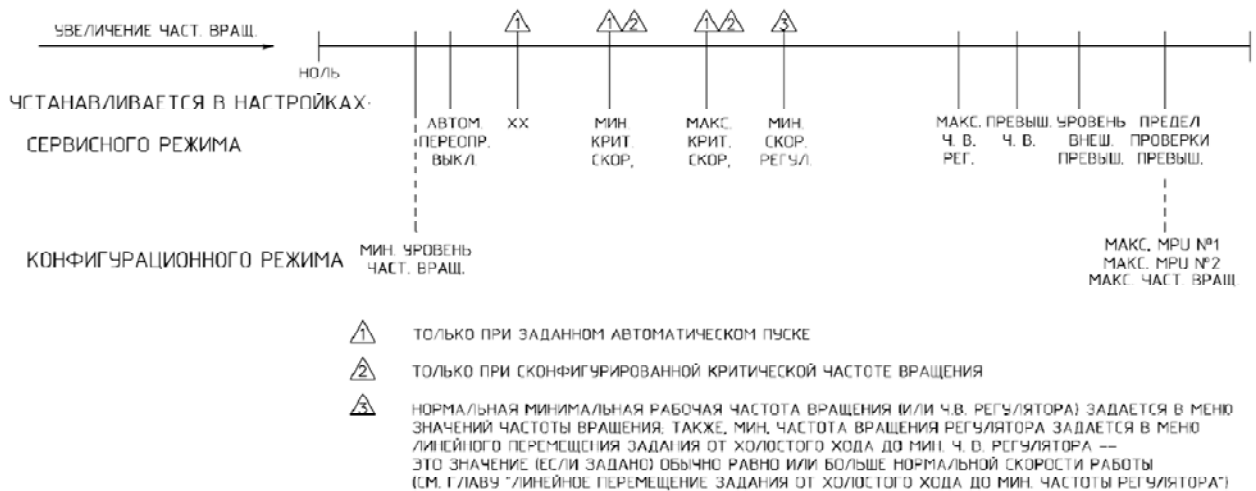 УВЕЛИЧЕНИЕ ЧАСТ. ВРАЩ.
1
1 2
1 2
3
НОЛЬ
УСТАНАВЛИВАЕТСЯ В НАСТРОЙКАХ:
СЕРВИСНОГО РЕЖИМА
АВТОМ.
ПЕРЕОПР.
ВЫКЛ.
ХХ
МИН.
КРИТ.
СКОР,
МАКС.
КРИТ.
СКОР,
МИН.
СКОР.
РЕГУЛ.
МАКС.
Ч. В.
РЕГ.
ПРЕВЫШ.
Ч. В.
УРОВЕНЬ
ВНЕШ.
ПРЕВЫШ.
ПРЕДЕЛ
ПРОВЕРКИ
ПРЕВЫШ.
КОНФИГУРАЦИОННОГО РЕЖИМА
МИН. УРОВЕНЬ
ЧАСТ. ВРАЩ.
МАКС. MPU №1
МАКС. MPU №2
МАКС. ЧАСТ. ВРАЩ.
1 ТОЛЬКО ПРИ ЗАДАННОМ АВТОМАТИЧЕСКОМ ПУСКЕ
2 ТОЛЬКО ПРИ СКОНФИГУРИРОВАННОЙ КРИТИЧЕСКОЙ ЧАСТОТЕ ВРАЩЕНИЯ
3 НОРМАЛЬНАЯ МИНИМАЛЬНАЯ РАБОЧАЯ ЧАСТОТА ВРАЩЕНИЯ (ИЛИ Ч.В. РЕГУЛЯТОРА) ЗАДАЕТСЯ В МЕНЮ
ЗНАЧЕНИЙ ЧАСТОТЫ ВРАЩЕНИЯ, ТАКЖЕ, МИН, ЧАСТОТА ВРАЩЕНИЯ РЕГУЛЯТОРА ЗАДАЕТСЯ В МЕНЮ
ЛИНЕЙНОГО ПЕРЕМЕЩЕНИЯ ЗАДАНИЯ ОТ ХОЛОСТОГО ХОДА ДО МИН. Ч. В. РЕГУЛЯТОРА --
ЭТО ЗНАЧЕНИЕ (ЕСЛИ ЗАДАНО) ОБЫЧНО РАВНО ИЛИ БОЛЬШЕ НОРМАЛЬНОЙ СКОРОСТИ РАБОТЫ
(СМ. ГЛАВУ "ЛИНЕЙНОЕ ПЕРЕМЕЩЕНИЕ ЗАДАНИЯ ОТ ХОЛОСТОГО ХОДА ДО МИН. ЧАСТОТЫ РЕГУЛЯТОРА")